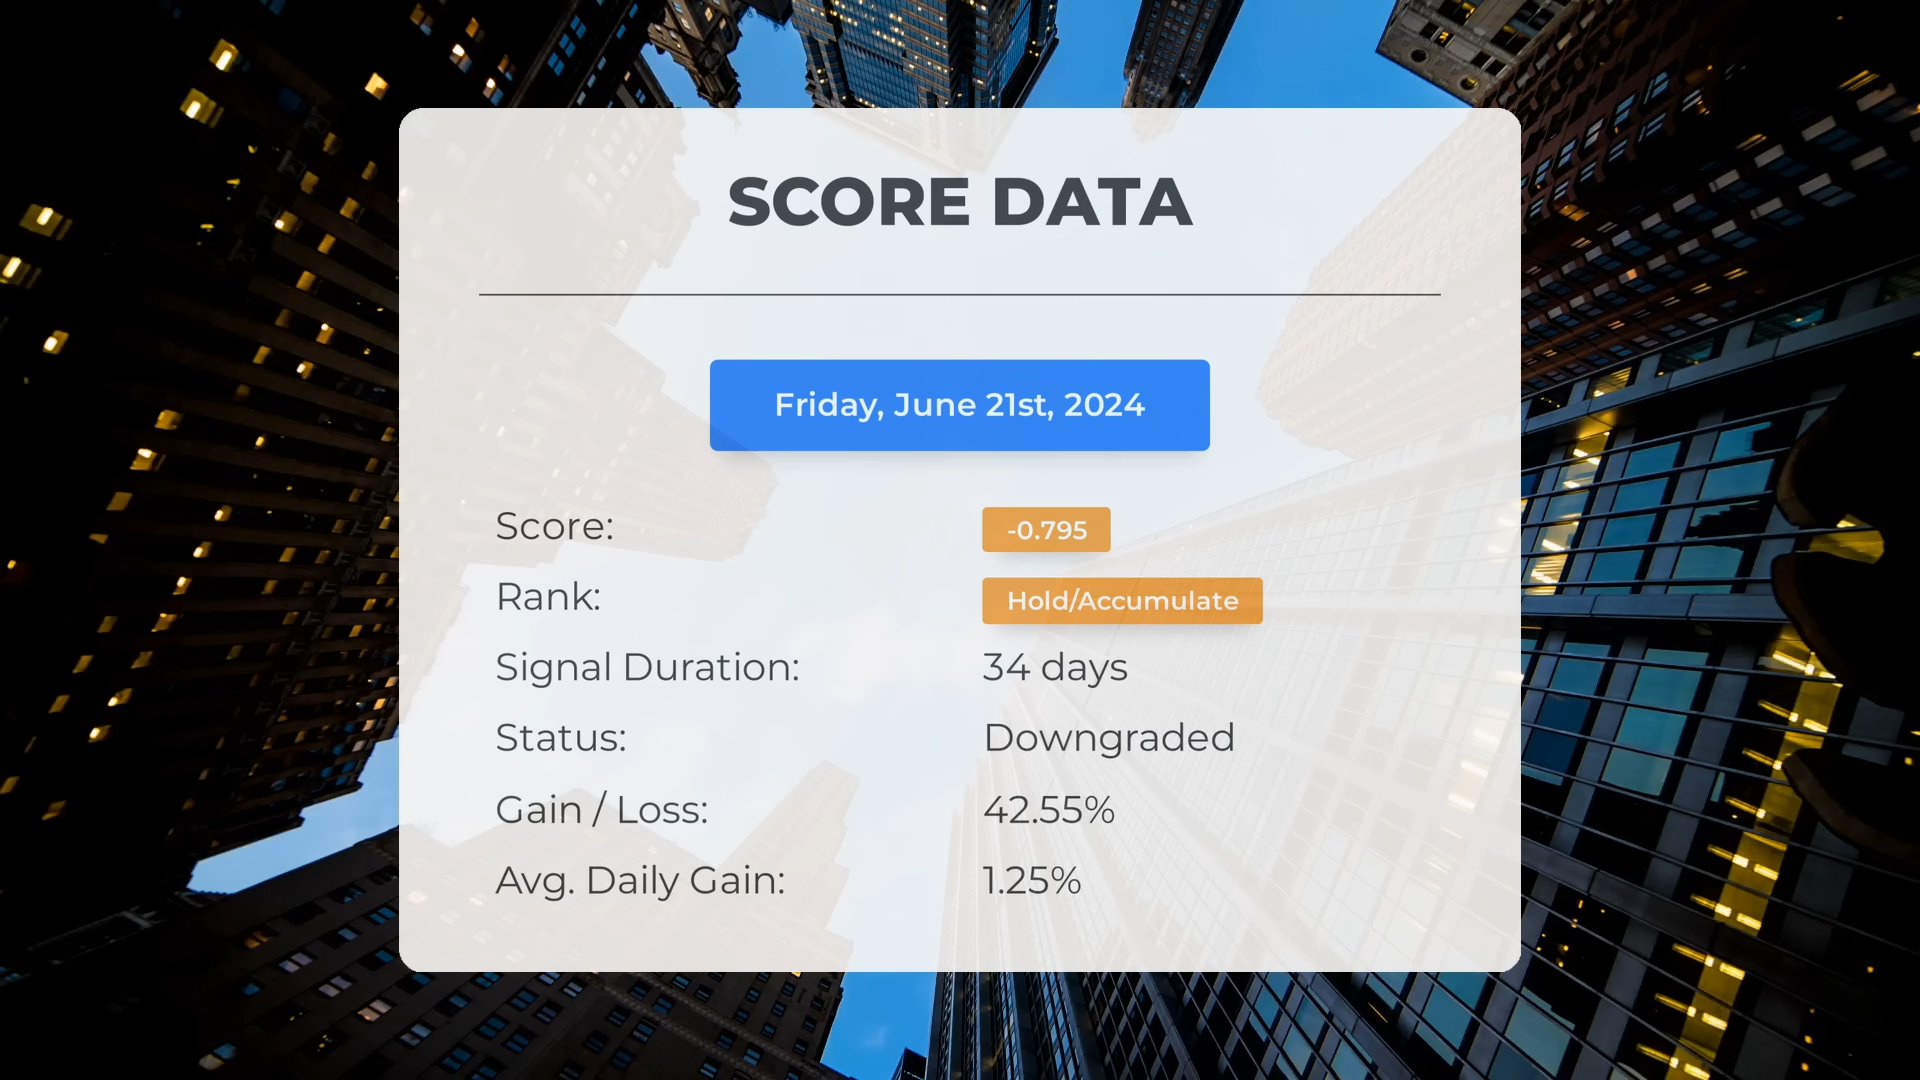 SCORE DATA
Friday, June 21st, 2024
Score: -0.795
Rank: Hold/Accumulate
Signal Duration: 34 days
Status: Downgraded
Gain / Loss: 42.55%
Avg. Daily Gain: 1.25%